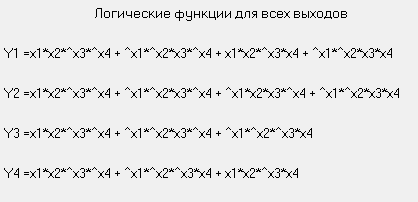 Логические функции для всех выходов
Y1 =x1*x2*^x3*^x4 + ^x1*^x2*x3*^x4 + x1*x2*^x3*x4 + ^x1*^x2*x3*x4
Y2 =x1*x2*^x3*^x4 + ^x1*^x2*x3*^x4 + ^x1*x2*x3*^x4 + ^x1*^x2*x3*x4
Y3 =x1*x2*^x3*^x4 + ^x1*^x2*^x3*x4 + ^x1*^x2*^x3*x4
Y4 =x1*x2*^x3*^x4 + ^x1*^x2*^x3*x4 + x1*x2*^x3*x4